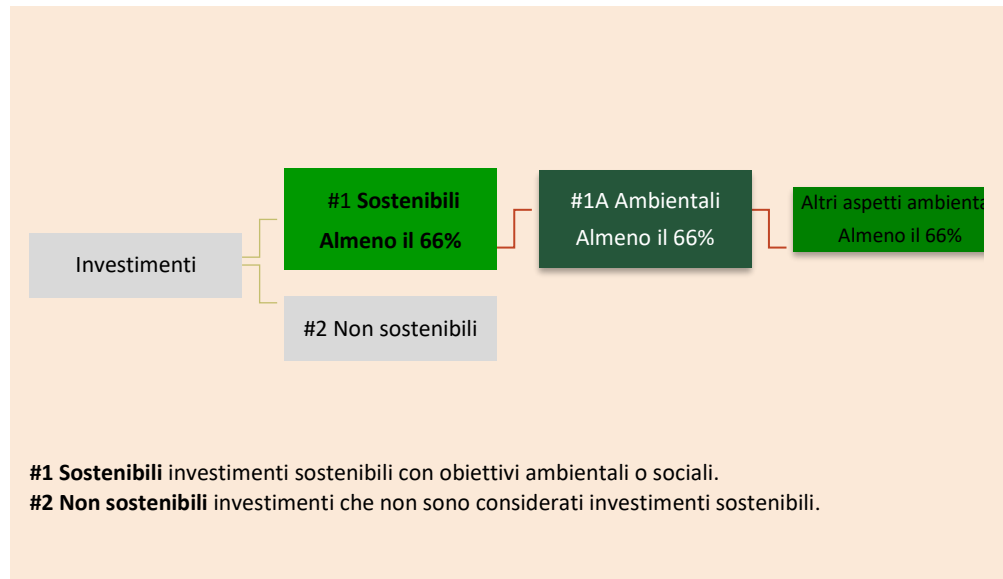 #1 Sostenibili
Almeno il 66%
#1A Ambientali
Almeno il 66%
Altri aspetti
Almeno il 66%
Investimenti
#2 Non sostenibili
#1 Sostenibili investimenti sostenibili con obiettivi ambientali o sociali.
#2 Non sostenibili investimenti che non sono considerati investimenti sostenibili.